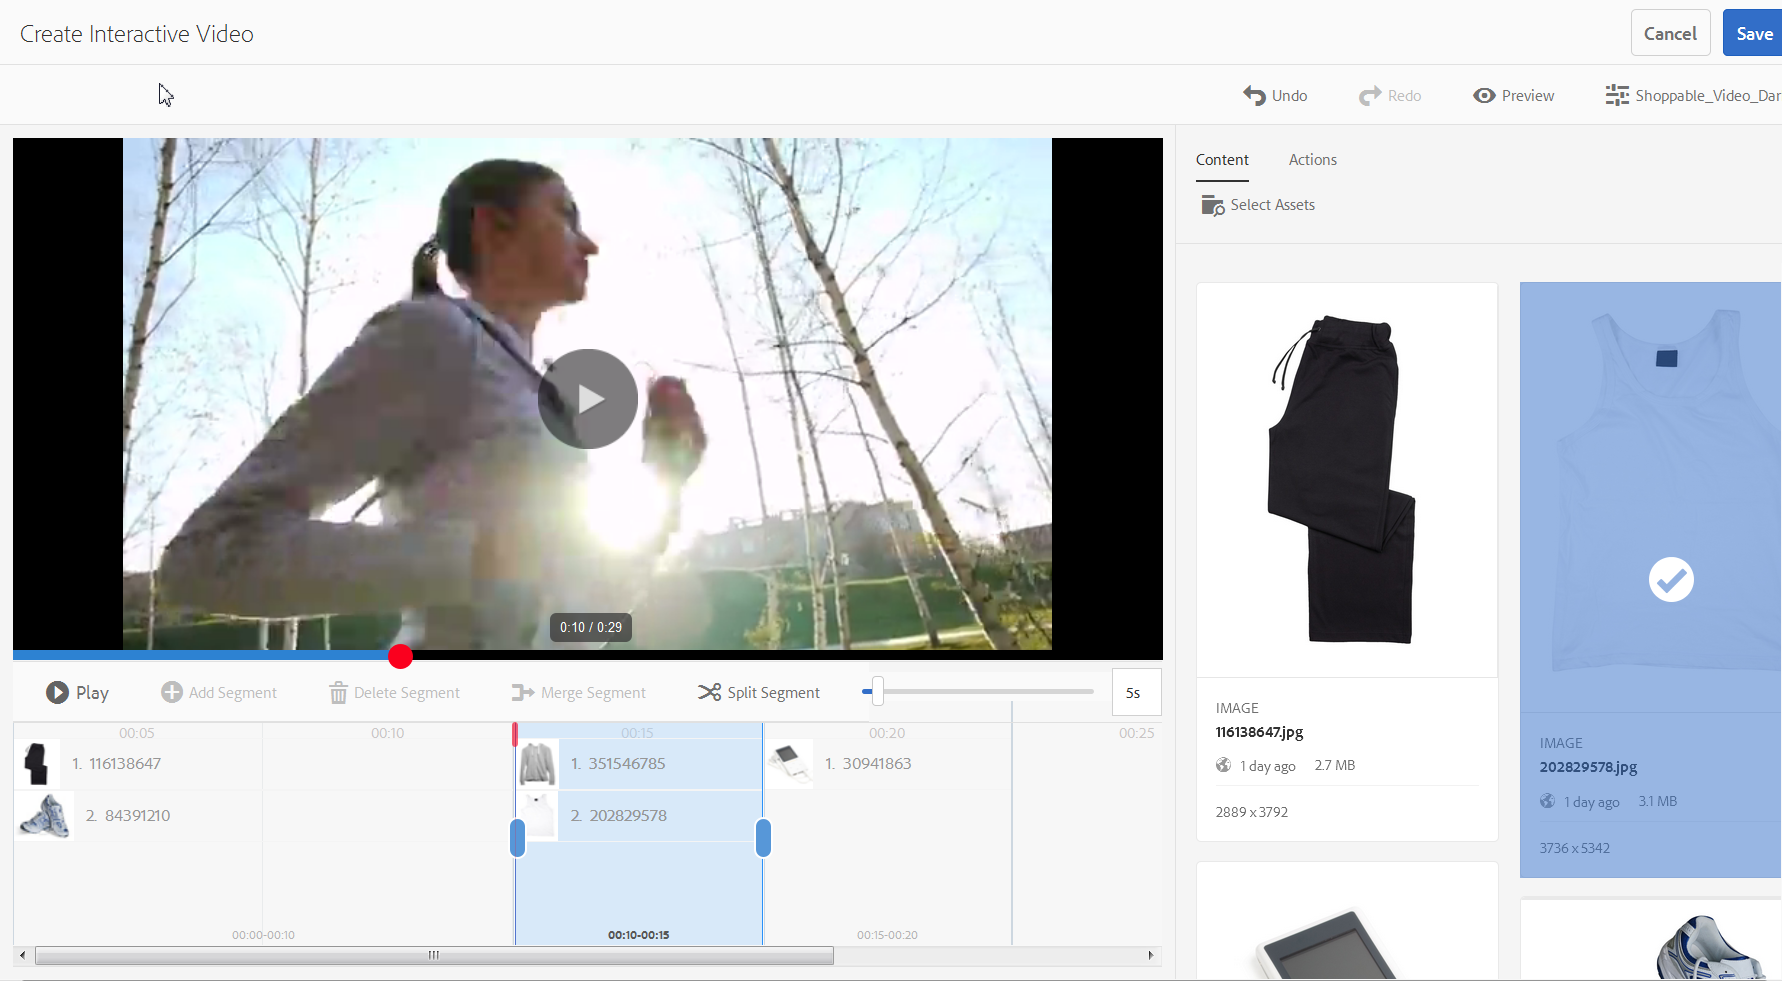 Create Interactive Video
Cancel
Save
Undo
Redo
Preview
Shoppable_Video_Dar
Content
Actions
Select Assets
0:10 / 0:29
Play
Add Segment
Delete Segment
Merge Segment
Split Segment
5s
00:05
00:10
00:15
00:20
00:25
1. 116138647
1. 351546785
1. 30941863
2. 84391210
2. 202829578
00:00-00:10
00:10-00:15
00:15-00:20
IMAGE
116138647.jpg
1 day ago 2.7 MB
2889 x 3792
IMAGE
202829578.jpg
1 day ago 3.1 MB
3736 x 5342